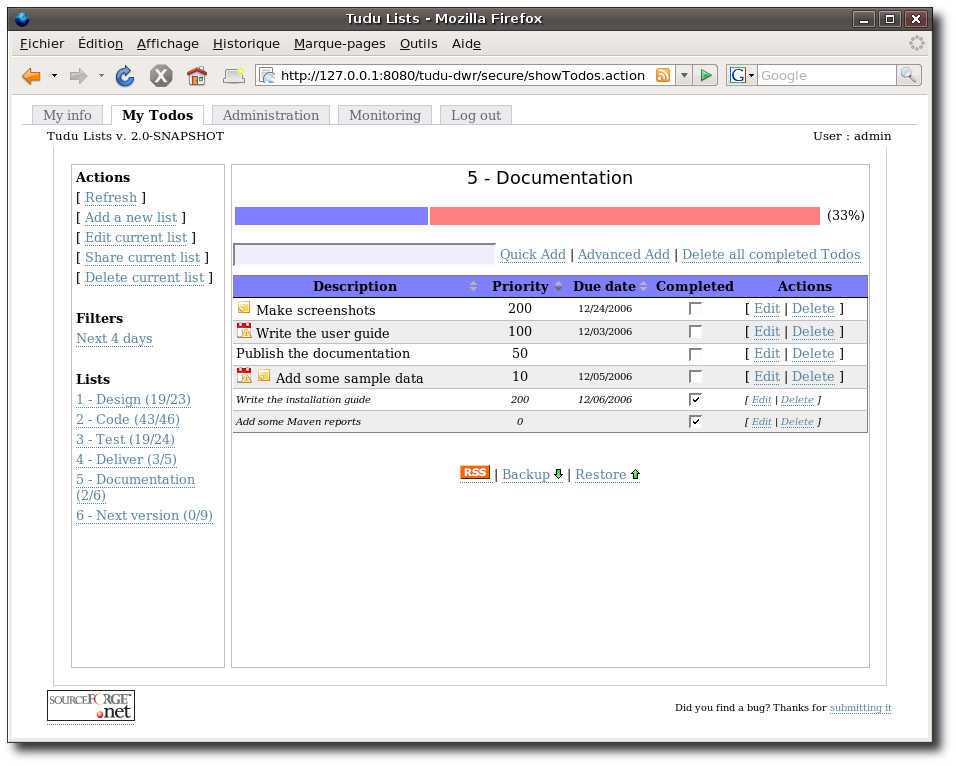 Tudu Lists - Mozilla Firefox
Fichier Édition Affichage Historique Marque-pages Outils Aide
http://127.0.0.1:8080/tudu-dwr/secure/showTodos.action G Google
My info My Todos Administration Monitoring Log out
Tudu Lists v. 2.0-SNAPSHOT User : admin
Actions
[ Refresh ]
[ Add a new list ]
[ Edit current list ]
[ Share current list ]
[ Delete current list ]
Filters
Next 4 days
Lists
1 - Design (19/23)
2 - Code (43/46)
3 - Test (19/24)
4 - Deliver (3/5)
5 - Documentation
(2/6)
6 - Next version (0/9)
5 - Documentation
(33%)
Quick Add | Advanced Add | Delete all completed Todos
Description Priority Due date Completed Actions
Make screenshots 200 12/24/2006 [ Edit | Delete ]
Write the user guide 100 12/03/2006 [ Edit | Delete ]
Publish the documentation 50 [ Edit | Delete ]
Add some sample data 10 12/05/2006 [ Edit | Delete ]
Write the installation guide 200 12/06/2006 [ Edit | Delete ]
Add some Maven reports 0 [ Edit | Delete ]
RSS | Backup | Restore
SOURCEFORGE™
.net
Did you find a bug? Thanks for submitting it